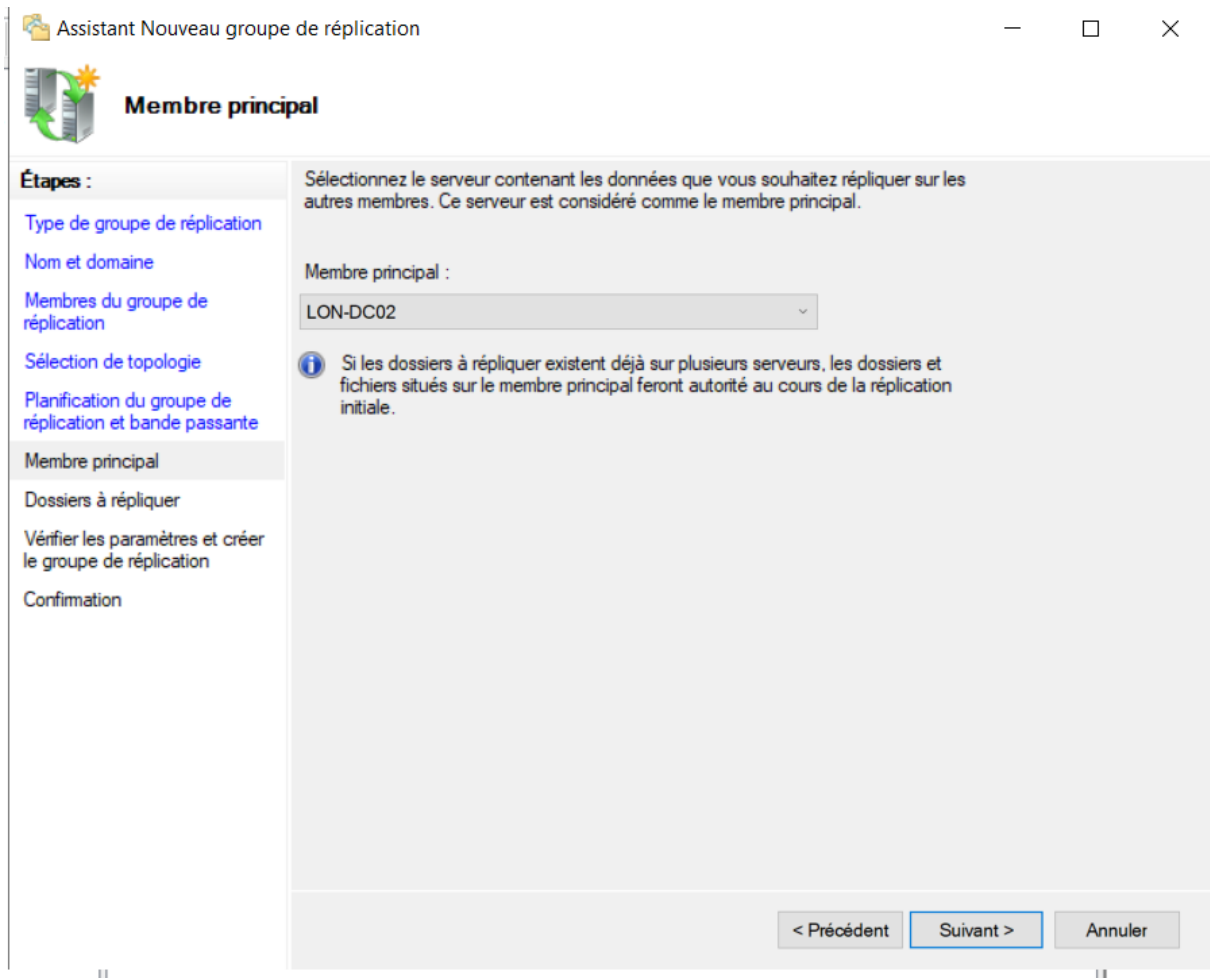 Assistant Nouveau groupe de réplication
Membre principal
Étapes :
Type de groupe de réplication
Nom et domaine
Membres du groupe de
réplication
Sélection de topologie
Planification du groupe de
réplication et bande passante
Membre principal
Dossiers à répliquer
Vérifier les paramètres et créer
le groupe de réplication
Confirmation
Sélectionnez le serveur contenant les données que vous souhaitez répliquer sur les
autres membres. Ce serveur est considéré comme le membre principal.
Membre principal :
LON-DC02
Si les dossiers à répliquer existent déjà sur plusieurs serveurs, les dossiers et
fichiers situés sur le membre principal feront autorité au cours de la réplication
initiale.
< Précédent
Suivant >
Annuler